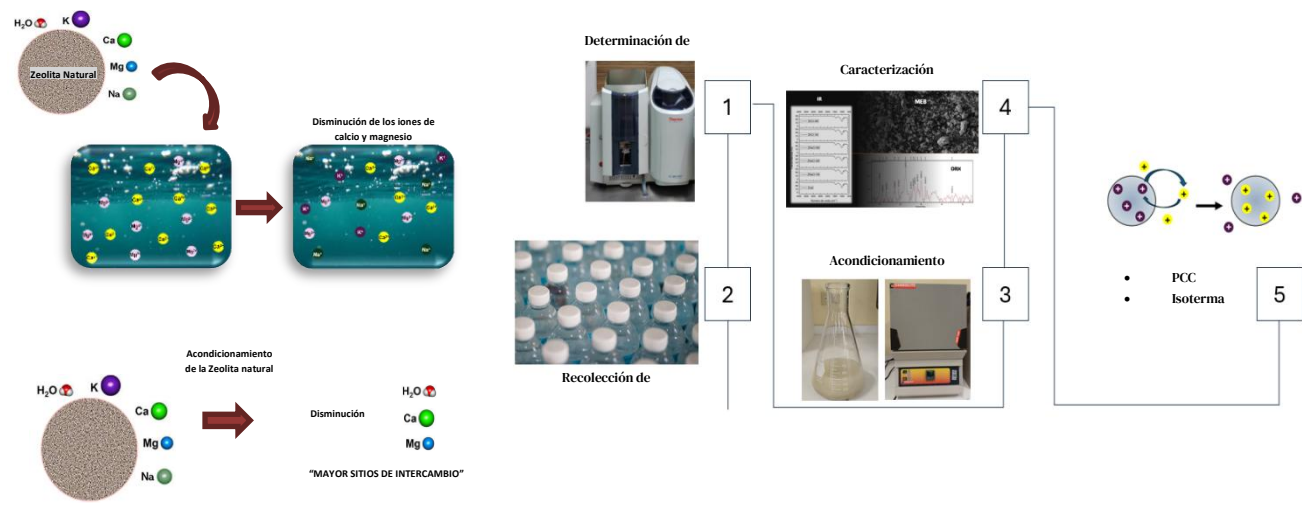 H₂O
K
Ca
Zeolita Natural
Mg
Na
Disminución de los iones de
calcio y magnesio
Acondicionamiento
de la Zeolita natural
H₂O
K
Ca
Mg
Na
Disminución
H₂O
Ca
Mg
“MAYOR SITIOS DE INTERCAMBIO”
Determinación de
1
2
Recolección de
Caracterización
IR
MEB
DRX
4
Acondicionamiento
3
• PCC
• Isoterma
5